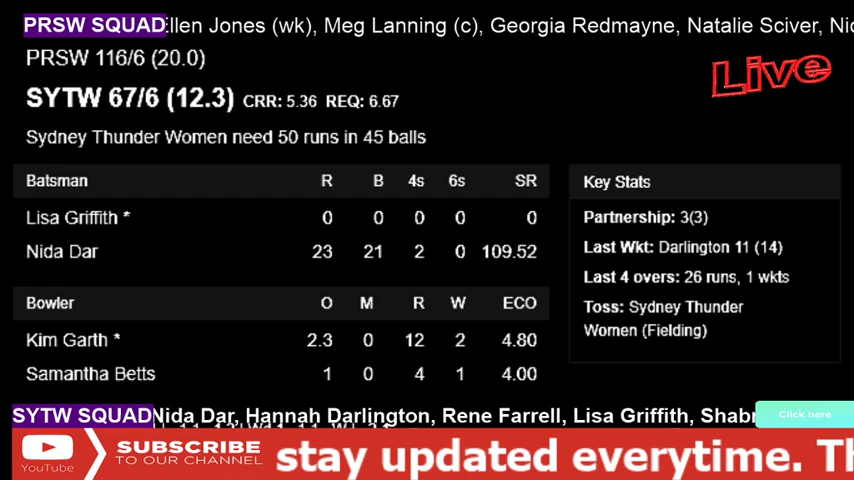 PRSW SQUAD Ellen Jones (wk), Meg Lanning (c), Georgia Redmayne, Natalie Sciver, Nic
PRSW 116/6 (20.0)
Live
SYTW 67/6 (12.3) CRR: 5.36 REQ: 6.67
Sydney Thunder Women need 50 runs in 45 balls
Batsman R B 4s 6s SR
Lisa Griffith * 0 0 0 0 0
Nida Dar 23 21 2 0 109.52
Bowler O M R W ECO
Kim Garth * 2.3 0 12 2 4.80
Samantha Betts 1 0 4 1 4.00
Key Stats
Partnership: 3(3)
Last Wkt: Darlington 11 (14)
Last 4 overs: 26 runs, 1 wkts
Toss: Sydney Thunder
Women (Fielding)
SYTW SQUAD Nida Dar, Hannah Darlington, Rene Farrell, Lisa Griffith, Shabn
Click here
YouTube
SUBSCRIBE
TO OUR CHANNEL
stay updated everytime. Th